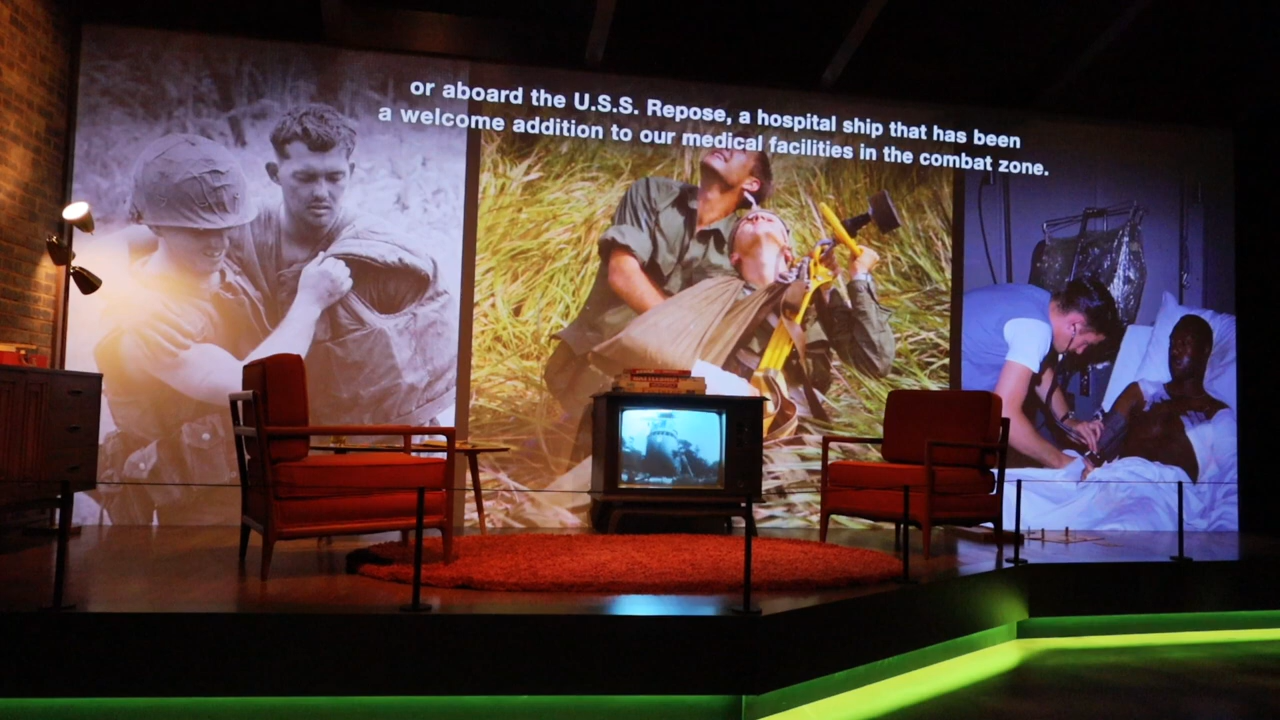 or aboard the U.S.S. Repose, a hospital ship that has been
a welcome addition to our medical facilities in the combat zone.